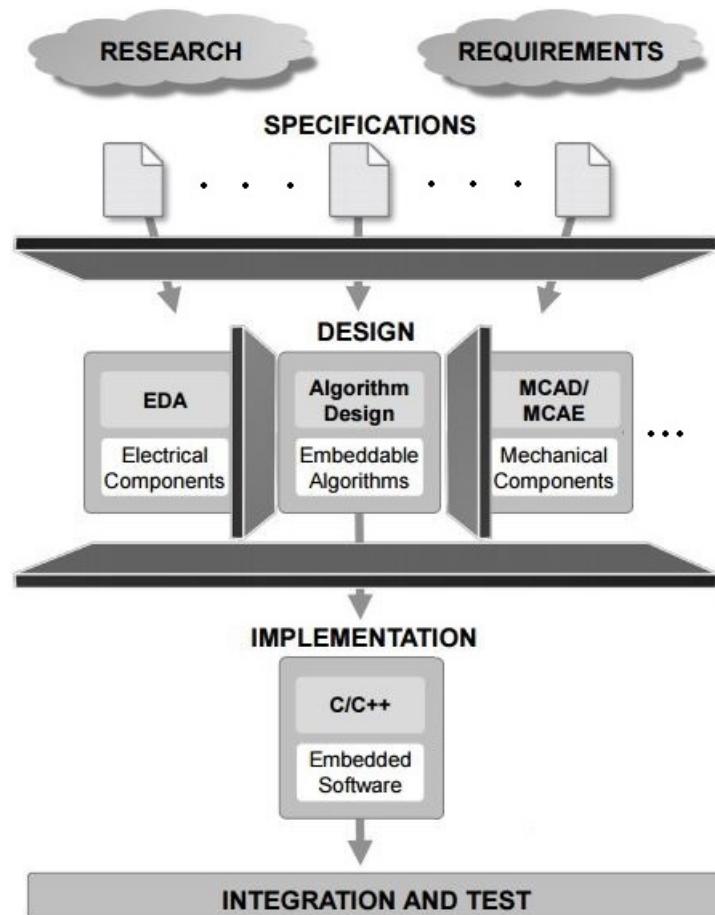 RESEARCH
REQUIREMENTS
SPECIFICATIONS
. . .
. . .
DESIGN
EDA
Electrical
Components
Algorithm
Design
Embeddable
Algorithms
MCAD/
MCAE
Mechanical
Components
...
IMPLEMENTATION
C/C++
Embedded
Software
INTEGRATION AND TEST